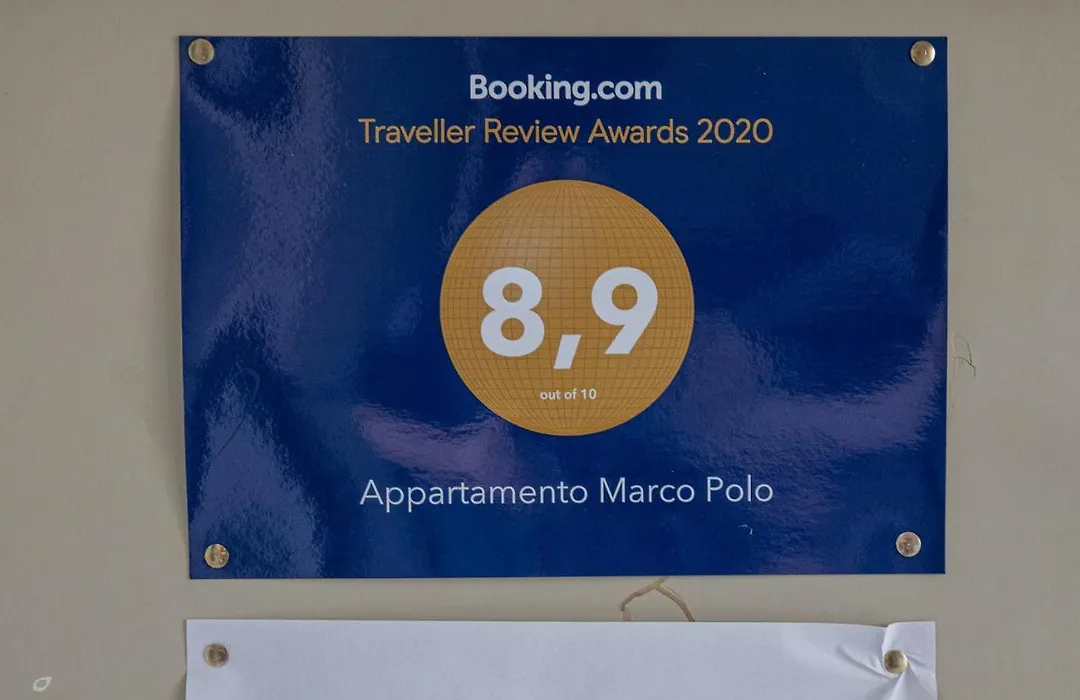 Booking.com
Traveller Review Awards 2020
8,9
out of 10
Appartamento Marco Polo